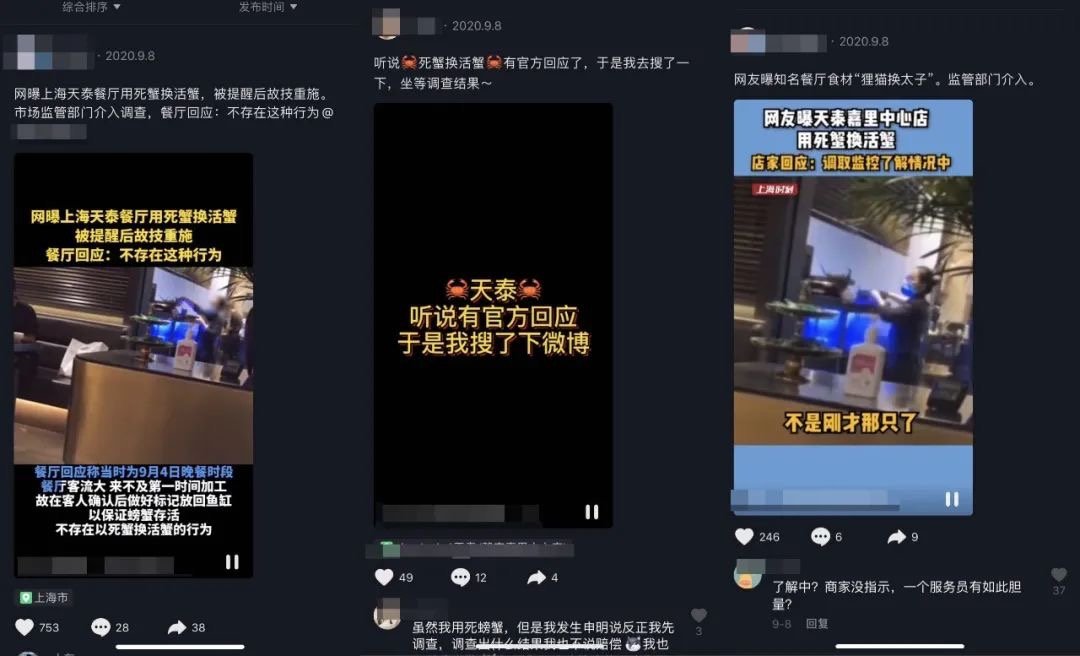 综合排序
发布时间
· 2020.9.8
网曝上海天泰餐厅用死蟹换活蟹，被提醒后故技重施。
市场监管部门介入调查，餐厅回应：不存在这种行为@
网曝上海天泰餐厅用死蟹换活蟹
被提醒后故技重施
餐厅回应：不存在这种行为
餐厅回应称当时为9月4日晚餐时段
餐厅客流大 来不及第一时间加工
故在客人确认后做好标记放回鱼缸
以保证螃蟹存活
不存在以死蟹换活蟹的行为
上海市
753
28
38
· 2020.9.8
听说🦀死蟹换活蟹🦀有官方回应了，于是我去搜了一
下，坐等调查结果～
🦀天泰🦀
听说有官方回应
于是我搜了下微博
49
12
4
虽然我用死螃蟹，但是我发生申明说反正我先
调查，调查出什么结果我也不说赔偿
我也
3
· 2020.9.8
网友曝知名餐厅食材“狸猫换太子”。监管部门介入。
网友曝天泰嘉里中心店
用死蟹换活蟹
店家回应：调取监控了解情况中
上海时刻
不是刚才那只了
246
6
9
了解中？商家没指示，一个服务员有如此胆
量？
37
9-8 回复